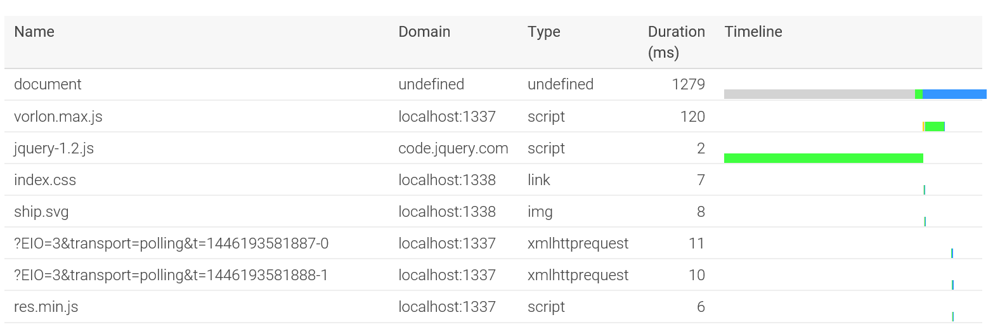 Name Domain Type Duration (ms) Timeline
document undefined undefined 1279
vorlon.max.js localhost:1337 script 120
jquery-1.2.js code.jquery.com script 2
index.css localhost:1338 link 7
ship.svg localhost:1338 img 8
?EIO=3&transport=polling&t=1446193581887-0 localhost:1337 xmlhttprequest 11
?EIO=3&transport=polling&t=1446193581888-1 localhost:1337 xmlhttprequest 10
res.min.js localhost:1337 script 6